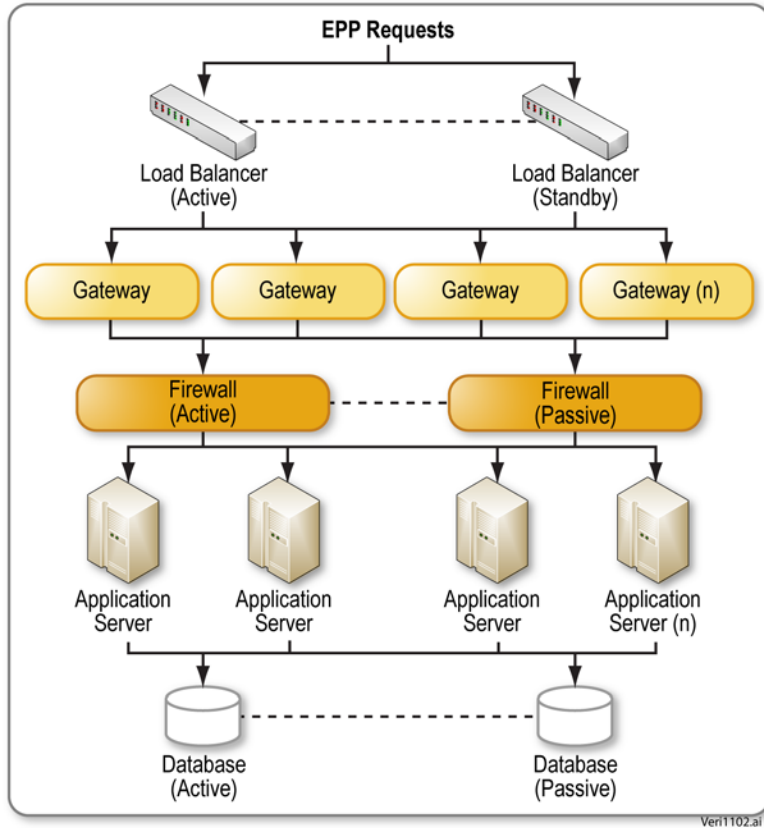 EPP Requests
Load Balancer
(Active)
Load Balancer
(Standby)
Gateway
Gateway
Gateway
Gateway (n)
Firewall
(Active)
Firewall
(Passive)
Application
Server
Application
Server
Application
Server
Application
Server (n)
Database
(Active)
Database
(Passive)
Veri1102.ai